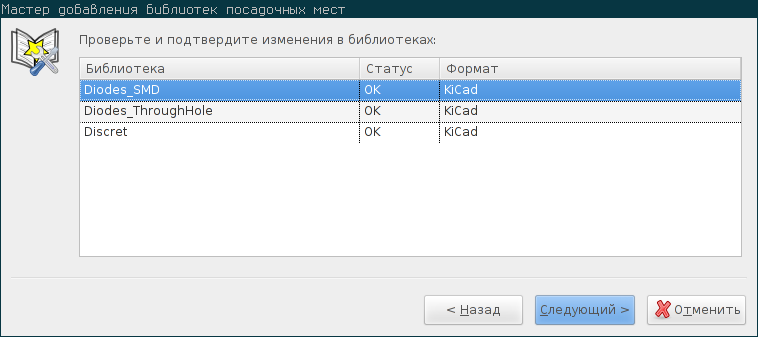 Мастер добавления библиотек посадочных мест
Проверьте и подтвердите изменения в библиотеках:
Библиотека Статус Формат
Diodes_SMD OK KiCad
Diodes_ThroughHole OK KiCad
Discret OK KiCad
< Назад Следующий > Отменить